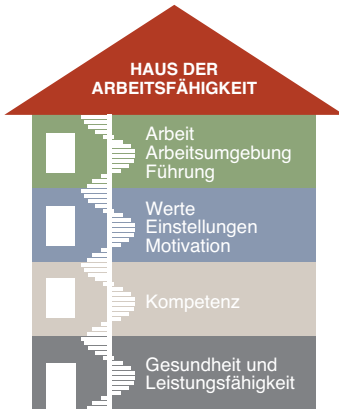 HAUS DER
ARBEITSFÄHIGKEIT
Arbeit
Arbeitsumgebung
Führung
Werte
Einstellungen
Motivation
Kompetenz
Gesundheit und
Leistungsfähigkeit